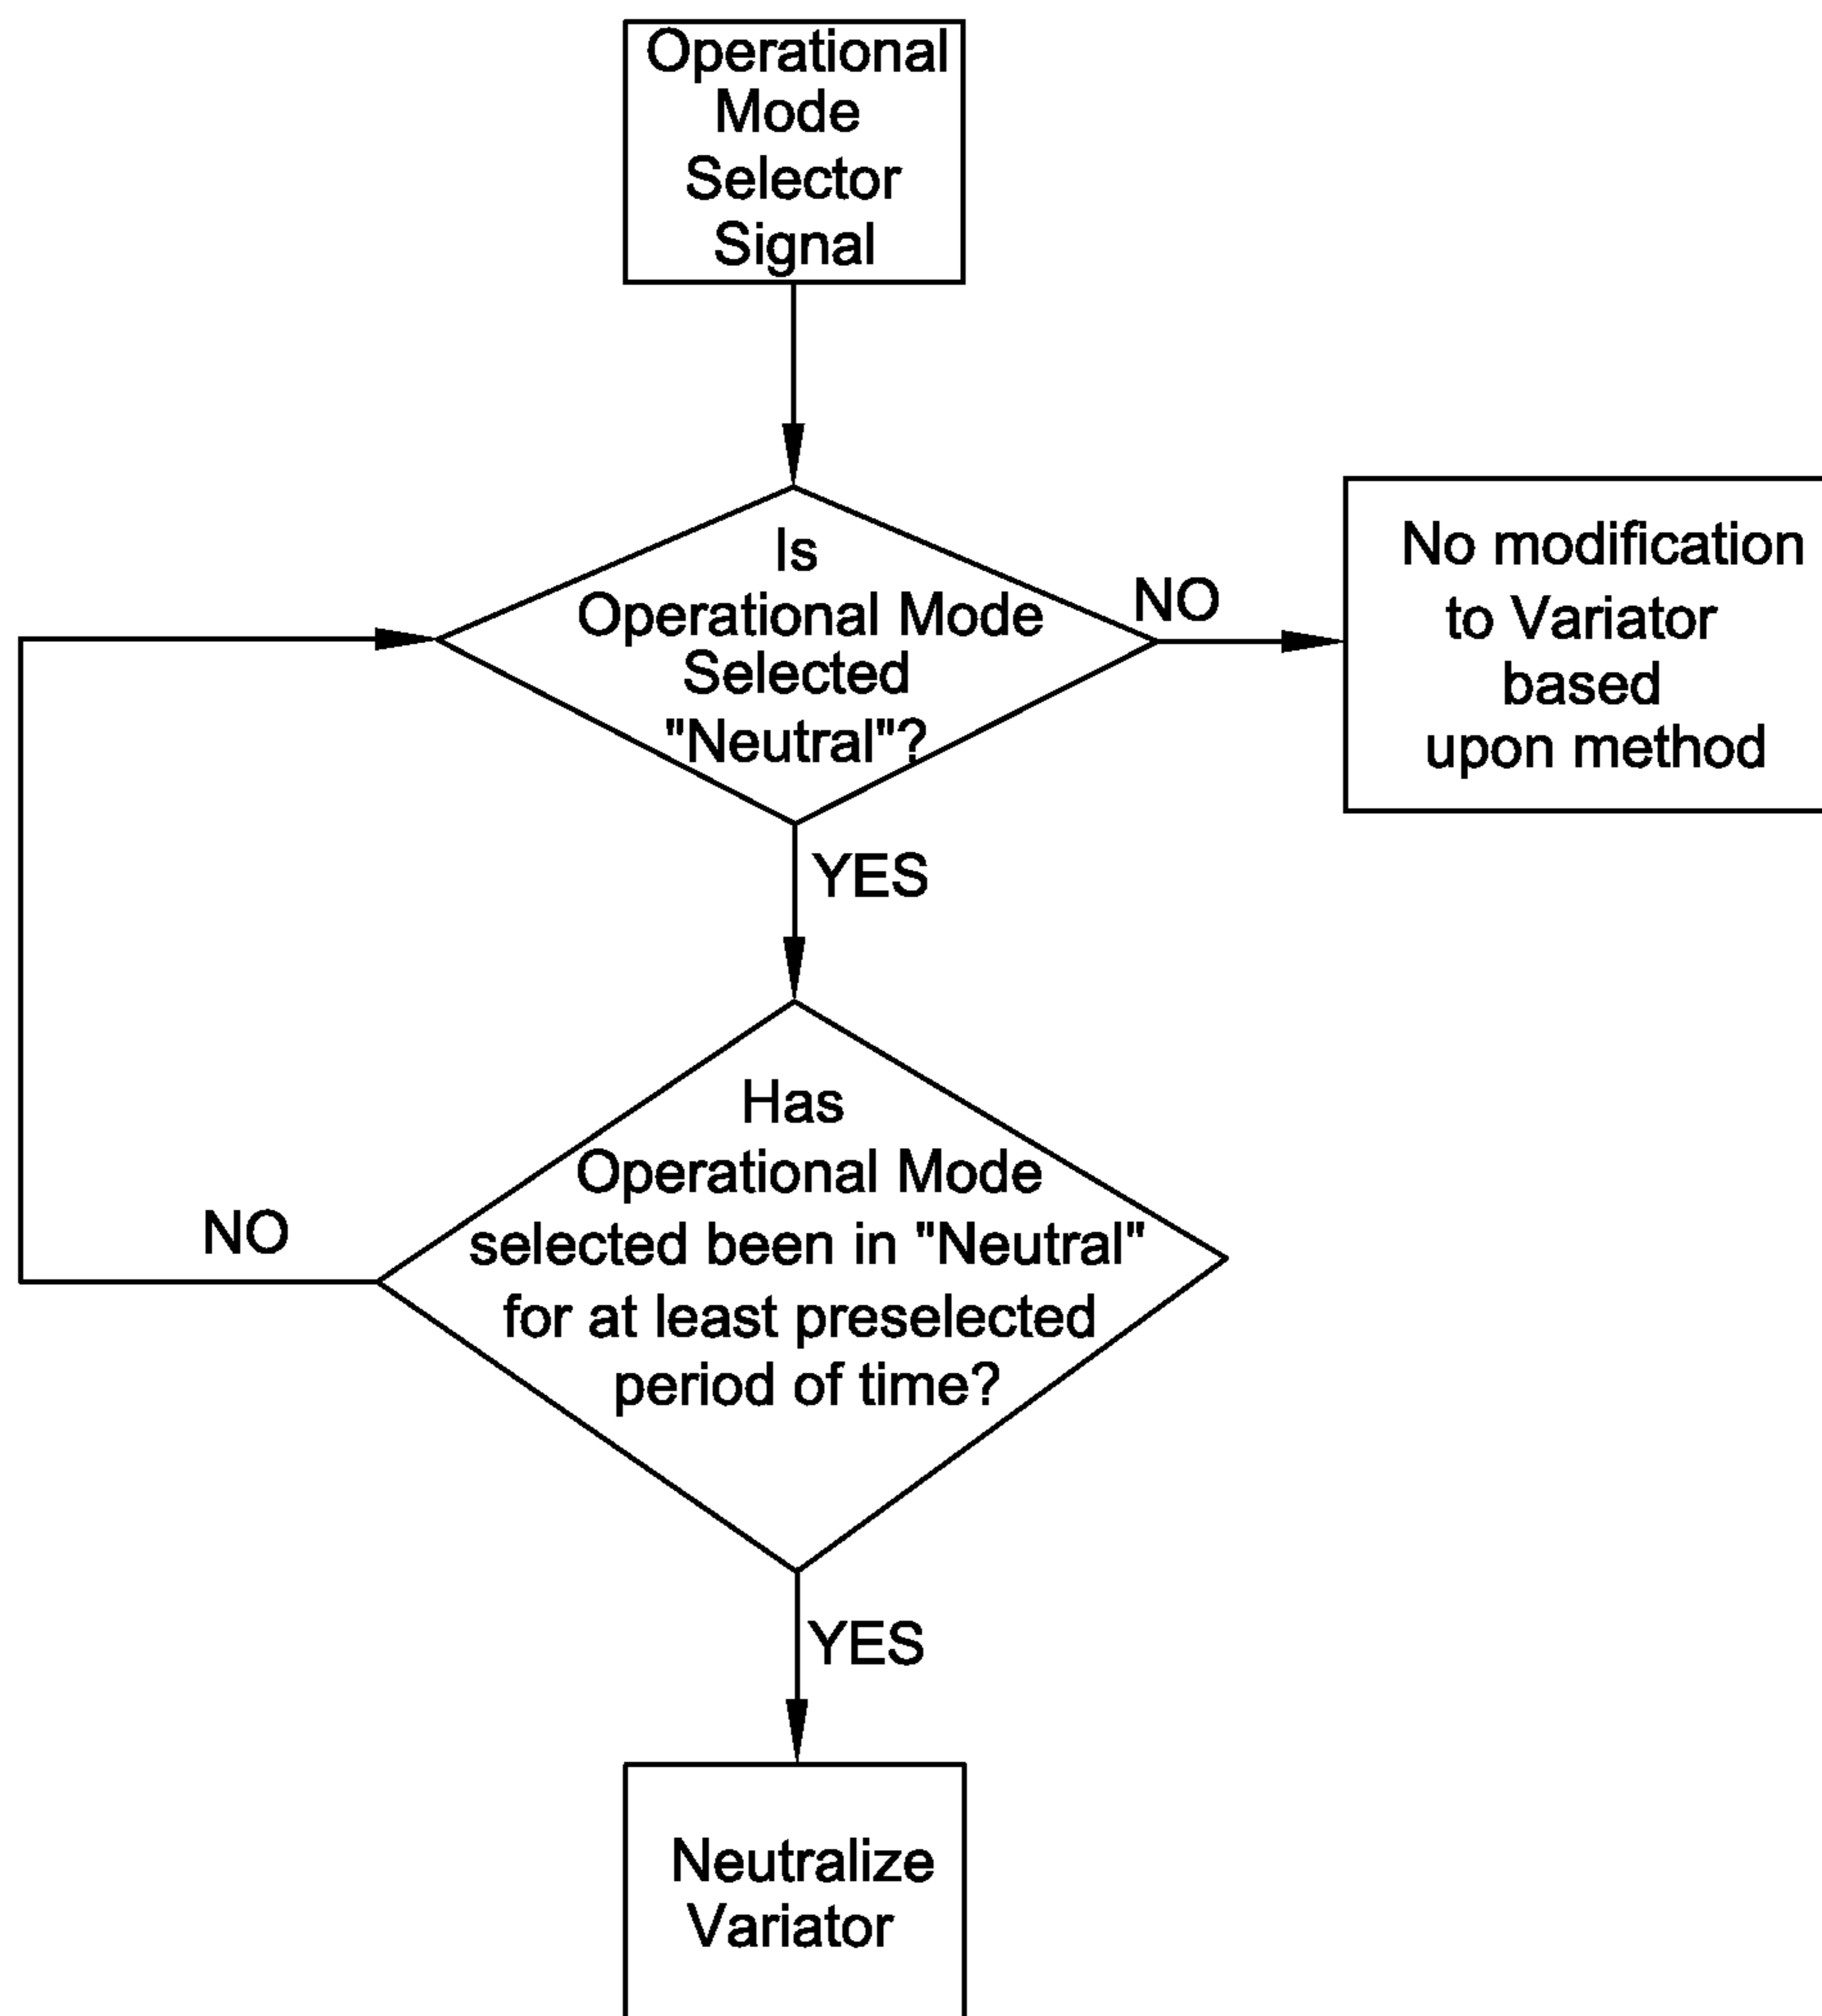 Operational
Mode
Selector
Signal
Is
Operational Mode
Selected
"Neutral"?
NO
No modification
to Variator
based
upon method
YES
Has
Operational Mode
selected been in "Neutral"
for at least preselected
period of time?
NO
YES
Neutralize
Variator